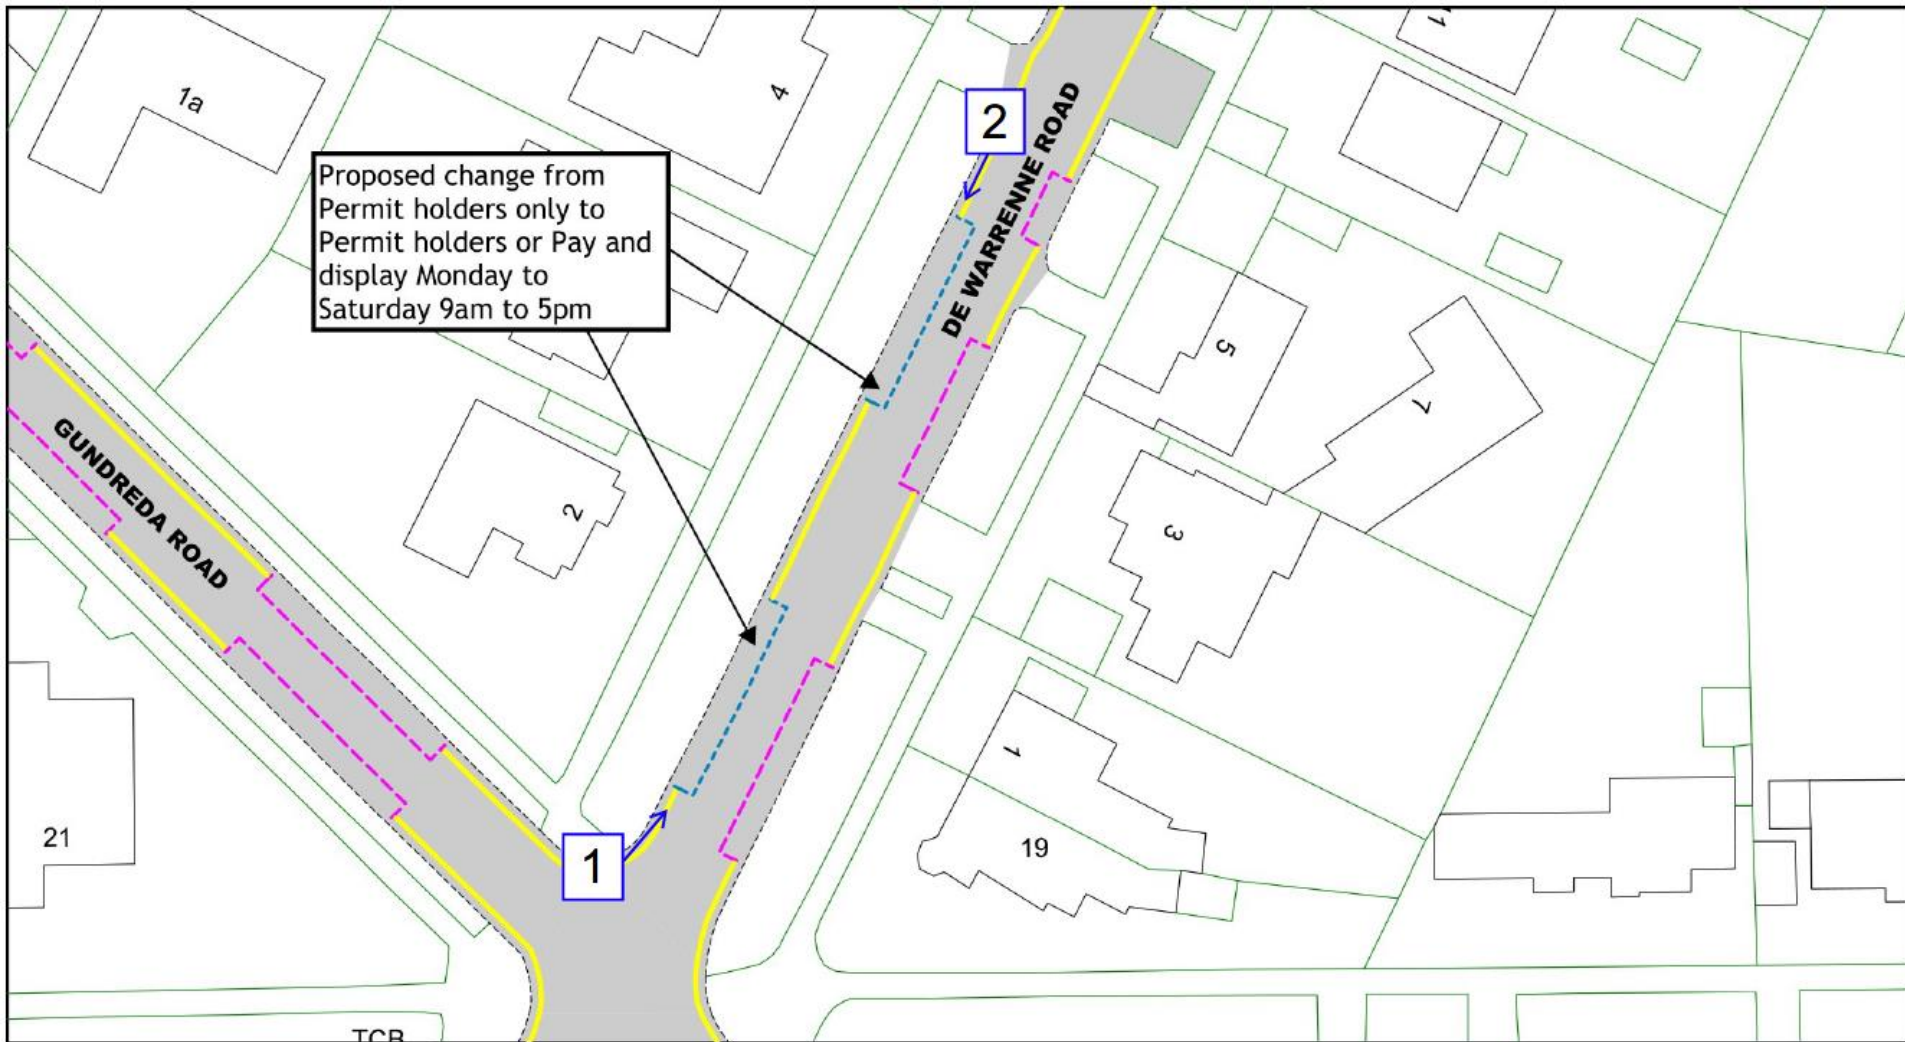 11
1a
4
2
DE WARRENNE ROAD
Proposed change from
Permit holders only to
Permit holders or Pay and
display Monday to
Saturday 9am to 5pm
5
7
GUNDREDA ROAD
2
3
1
21
1
19
TCB